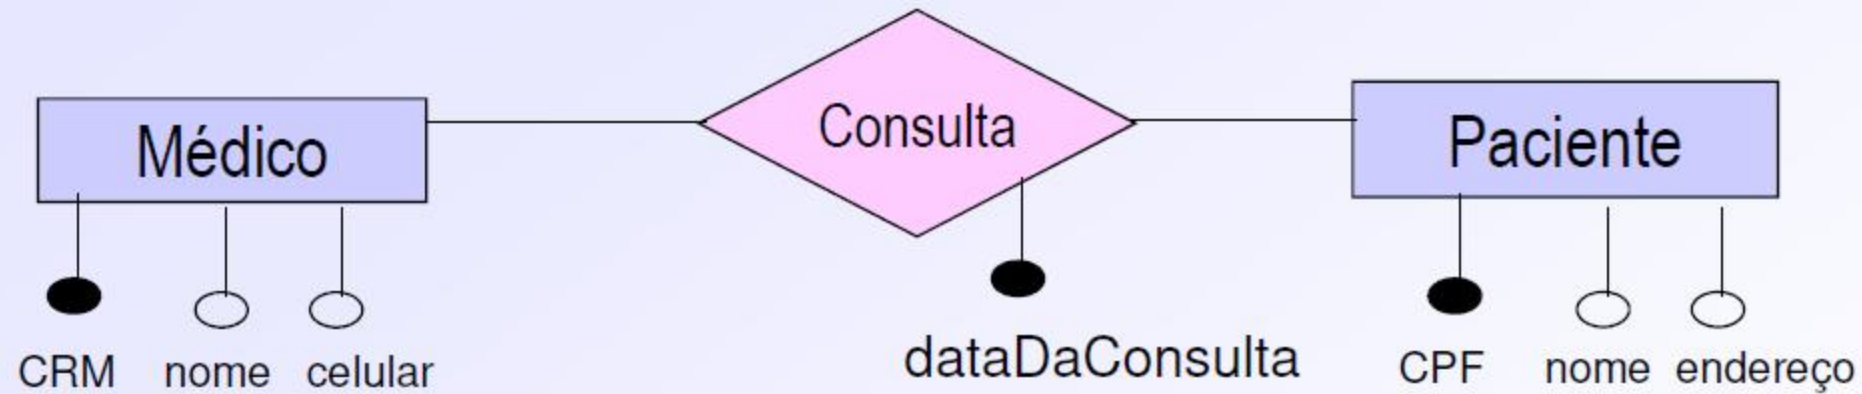 Médico
Consulta
Paciente
CRM nome celular
dataDaConsulta
CPF nome endereço